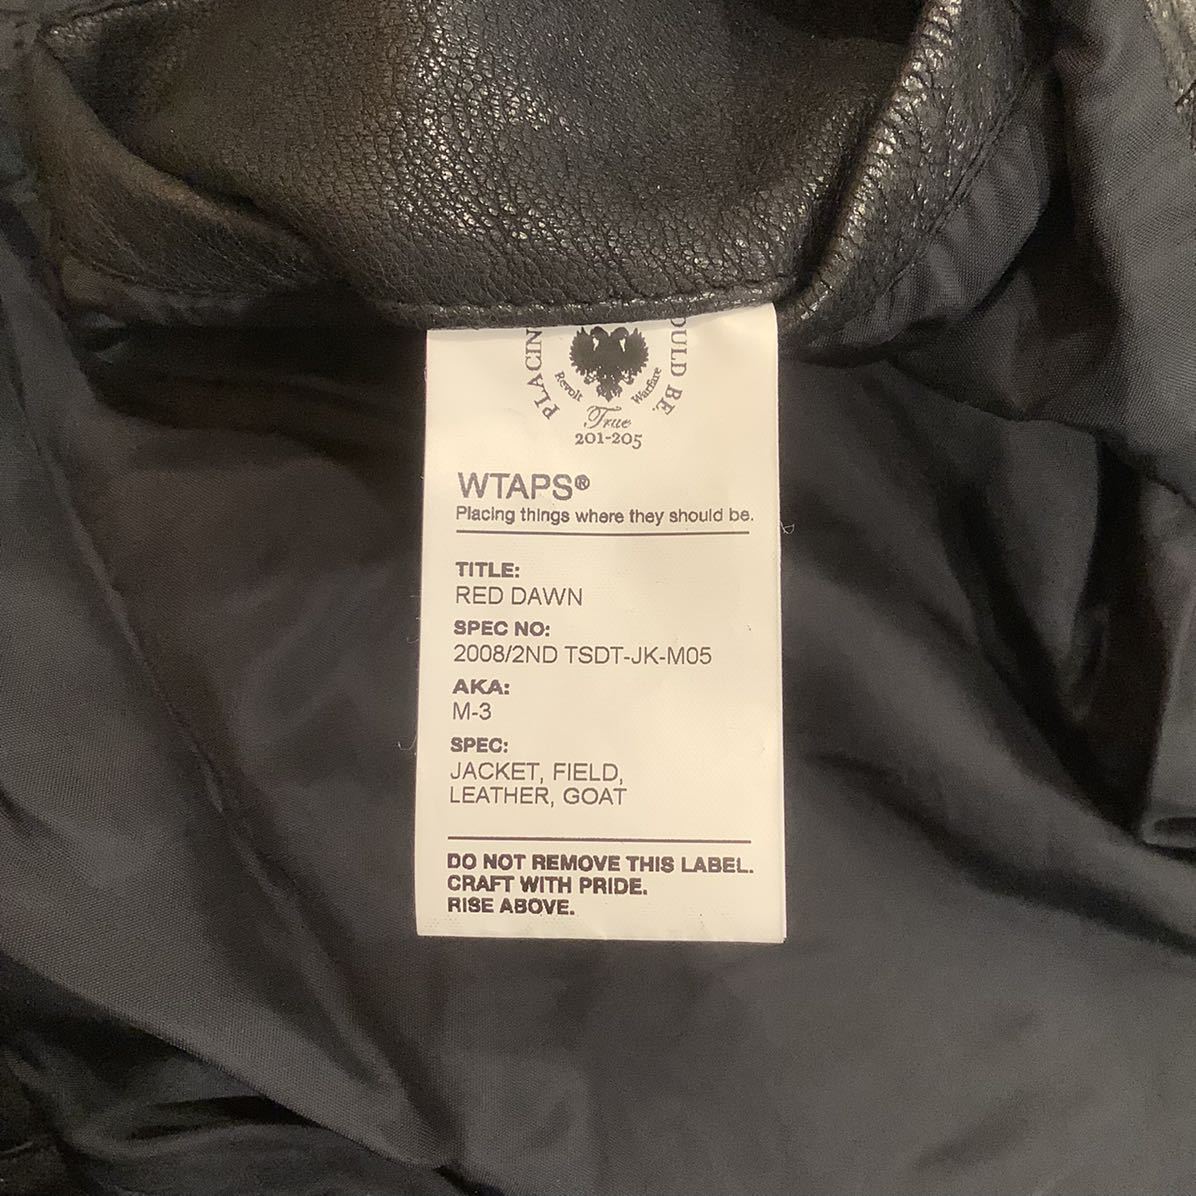 PLACIN
OULD BE.
Revolt Warfare
True
201-205
WTAPS®
Placing things where they should be.
TITLE:
RED DAWN
SPEC NO:
2008/2ND TSDT-JK-M05
AKA:
M-3
SPEC:
JACKET, FIELD,
LEATHER, GOAT
DO NOT REMOVE THIS LABEL.
CRAFT WITH PRIDE.
RISE ABOVE.